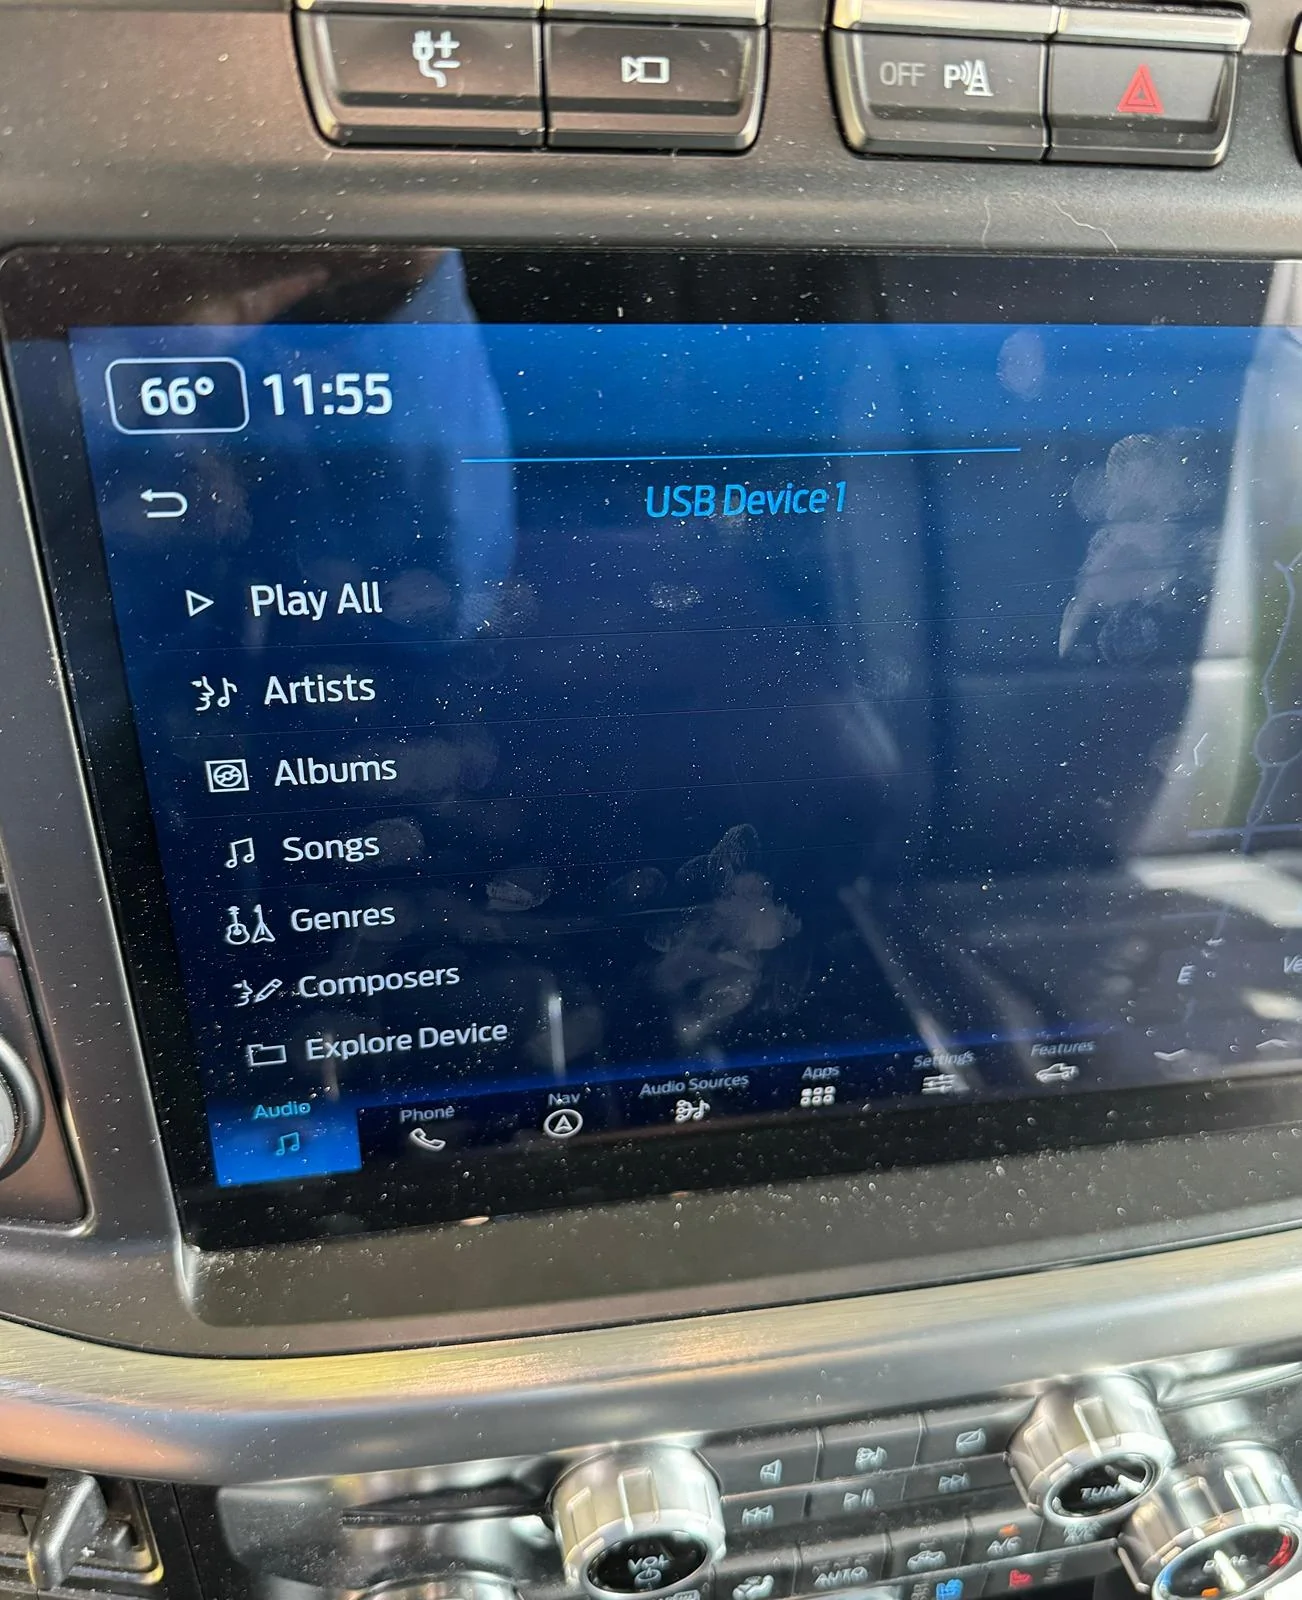 OFF P
66° 11:55
USB Device 1
Play All
Artists
Albums
Songs
Genres
Composers
Explore Device
E
Audio
Phone
Nav
Audio Sources
Apps
Settings
Features
TUNE
VOL
AUTO
A/C